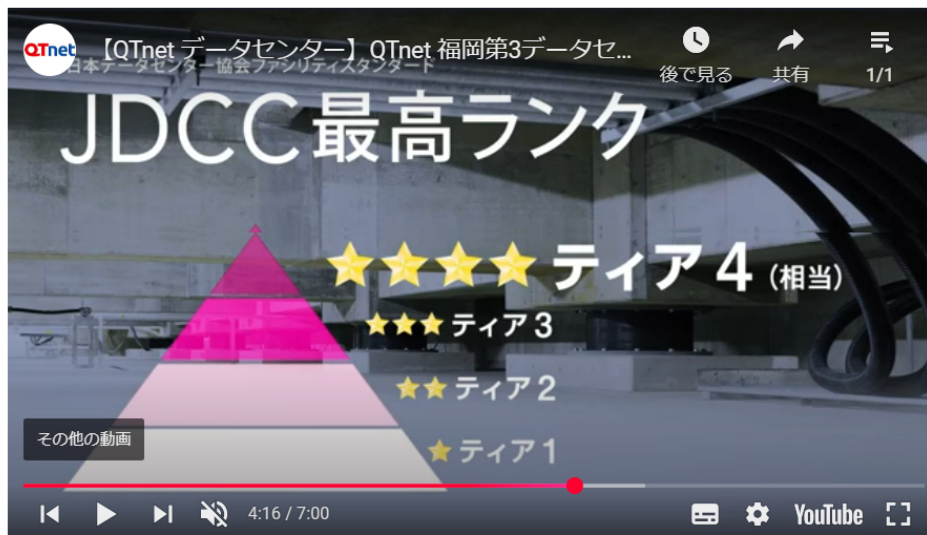 QTnet
【QTnet データセンター】QTnet 福岡第3データセ...
後で見る
共有
1/1
日本データセンター協会ファシリティスタンダード
JDCC最高ランク
ティア4(相当)
ティア3
ティア2
ティア1
その他の動画
4:16 / 7:00
YouTube